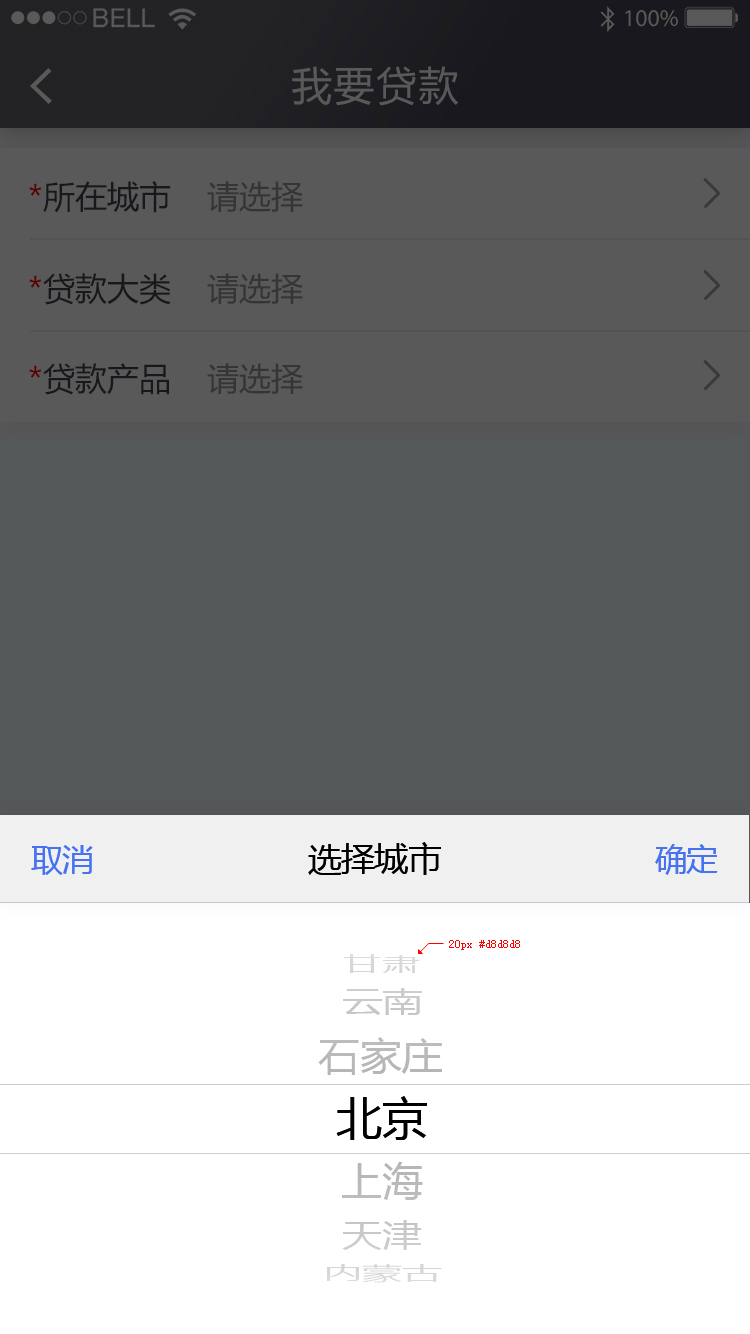 BELL 100%
我要贷款
*所在城市 请选择
*贷款大类 请选择
*贷款产品 请选择
取消 选择城市 确定
20px #d8d8d8
甘肃
云南
石家庄
北京
上海
天津
内蒙古